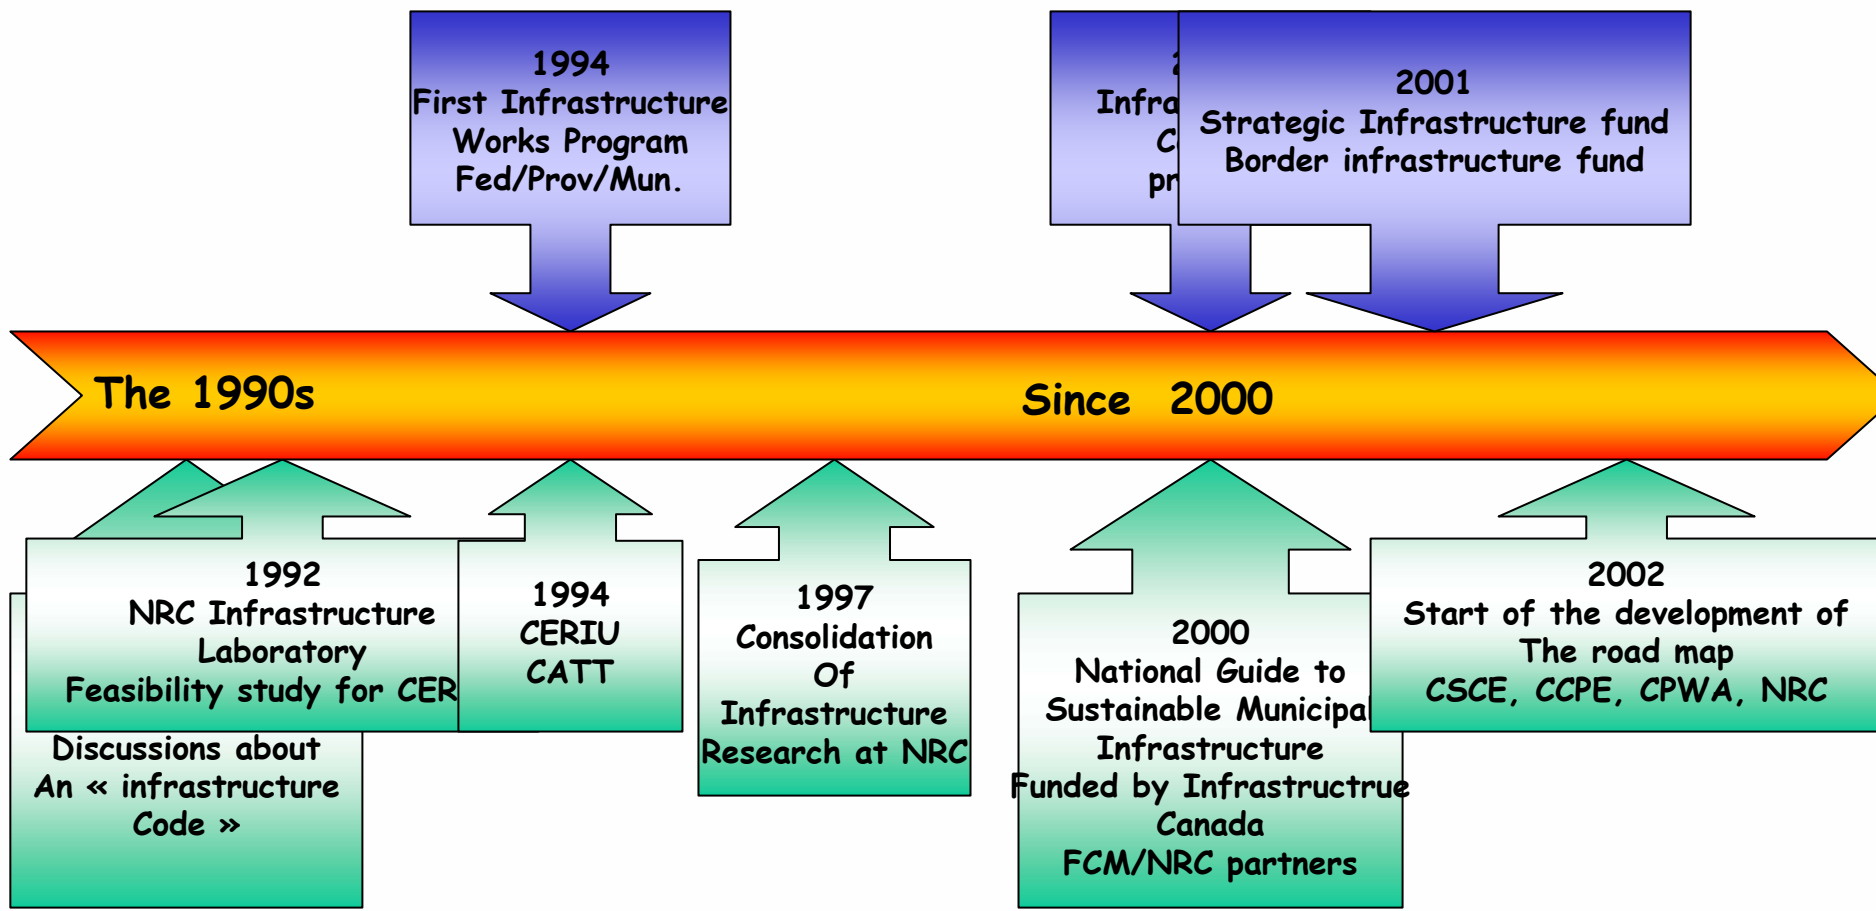 1994
First Infrastructure
Works Program
Fed/Prov/Mun.
2001
Strategic Infrastructure fund
Border infrastructure fund
The 1990s
Since 2000
1992
NRC Infrastructure
Laboratory
Feasibility study for
Discussions about
An « infrastructure
Code »
1994
CERIU
CATT
1997
Consolidation
Of
Infrastructure
Research at NRC
2000
National Guide to
Sustainable Municipal
Infrastructure
Funded by Infrastructrue
Canada
FCM/NRC partners
2002
Start of the development of
The road map
CSCE, CCPE, CPWA, NRC